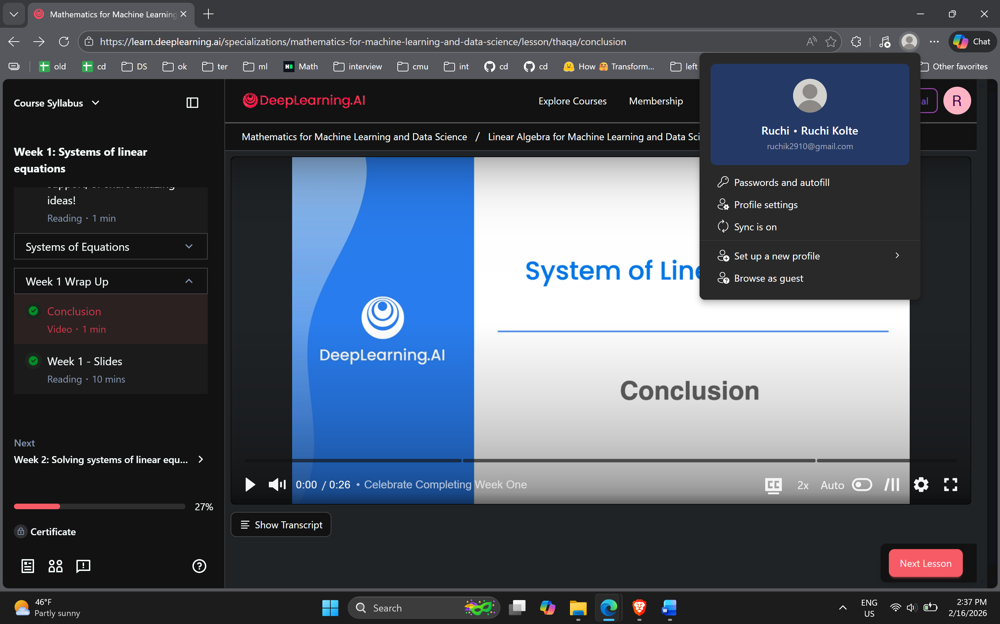 Mathematics for Machine Learning
https://learn.deeplearning.ai/specializations/mathematics-for-machine-learning-and-data-science/lesson/thaqa/conclusion
Chat
old
cd
DS
ok
ter
ml
Math
interview
cmu
int
cd
cd
How 🤗 Transform...
left
Other favorites
Course Syllabus
Week 1: Systems of linear
equations
ideas!
Reading · 1 min
Systems of Equations
Week 1 Wrap Up
Conclusion
Video · 1 min
Week 1 - Slides
Reading · 10 mins
Next
Week 2: Solving systems of linear equ...
27%
Certificate
DeepLearning.AI
Explore Courses
Membership
R
Mathematics for Machine Learning and Data Science / Linear Algebra for Machine Learning and Data Sci
Ruchi • Ruchi Kolte
ruchik2910@gmail.com
Passwords and autofill
Profile settings
Sync is on
Set up a new profile
Browse as guest
System of Line
DeepLearning.AI
Conclusion
0:00 / 0:26 • Celebrate Completing Week One
CC
2x
Auto
Show Transcript
Next Lesson
46°F
Partly sunny
Search
ENG
US
2:37 PM
2/16/2026